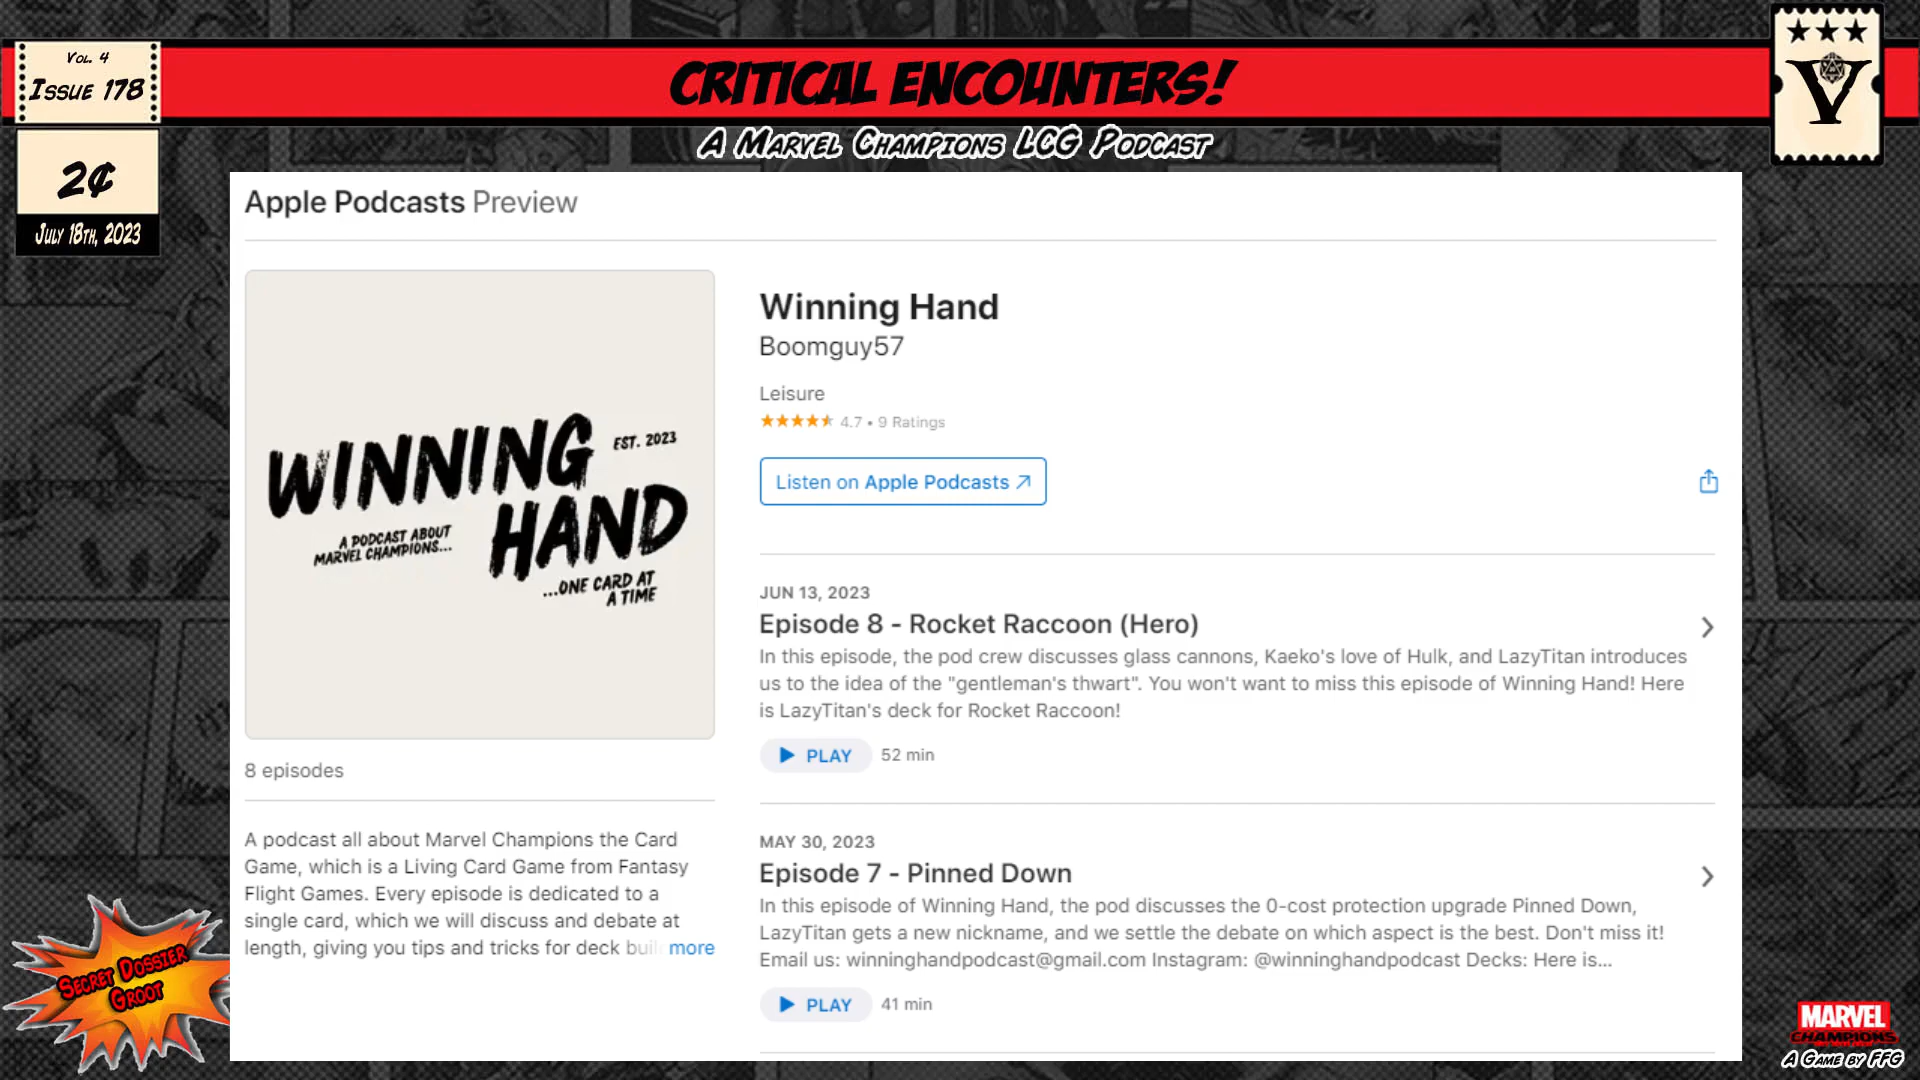 Vol. 4
Issue 178
2¢
July 18th, 2023
CRITICAL ENCOUNTERS!
A Marvel Champions LCG Podcast
V
Apple Podcasts Preview
WINNING
HAND
EST. 2023
A PODCAST ABOUT
MARVEL CHAMPIONS...
...ONE CARD AT
A TIME
8 episodes
A podcast all about Marvel Champions the Card
Game, which is a Living Card Game from Fantasy
Flight Games. Every episode is dedicated to a
single card, which we will discuss and debate at
length, giving you tips and tricks for deck buil more
Winning Hand
Boomguy57
Leisure
4.7 • 9 Ratings
Listen on Apple Podcasts
JUN 13, 2023
Episode 8 - Rocket Raccoon (Hero)
In this episode, the pod crew discusses glass cannons, Kaeko's love of Hulk, and LazyTitan introduces
us to the idea of the "gentleman's thwart". You won't want to miss this episode of Winning Hand! Here
is LazyTitan's deck for Rocket Raccoon!
PLAY 52 min
MAY 30, 2023
Episode 7 - Pinned Down
In this episode of Winning Hand, the pod discusses the 0-cost protection upgrade Pinned Down,
LazyTitan gets a new nickname, and we settle the debate on which aspect is the best. Don't miss it!
Email us: winninghandpodcast@gmail.com Instagram: @winninghandpodcast Decks: Here is...
PLAY 41 min
Secret Dossier
Groot
MARVEL
CHAMPIONS
A Game by FFG